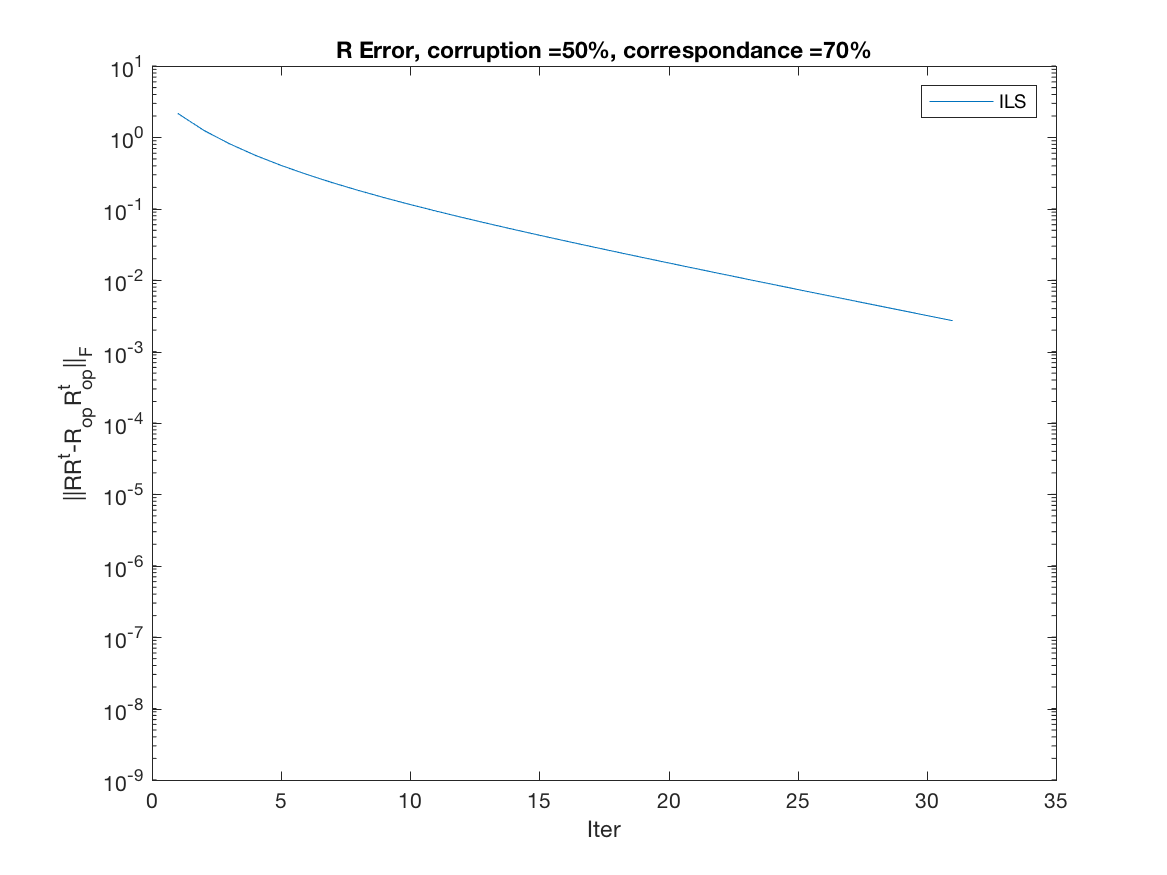 R Error, corruption =50%, correspondance =70%
ILS
10^1
10^0
10^-1
10^-2
10^-3
10^-4
10^-5
10^-6
10^-7
10^-8
10^-9
||RR^t-R_op R^t_op||_F
0 5 10 15 20 25 30 35
Iter